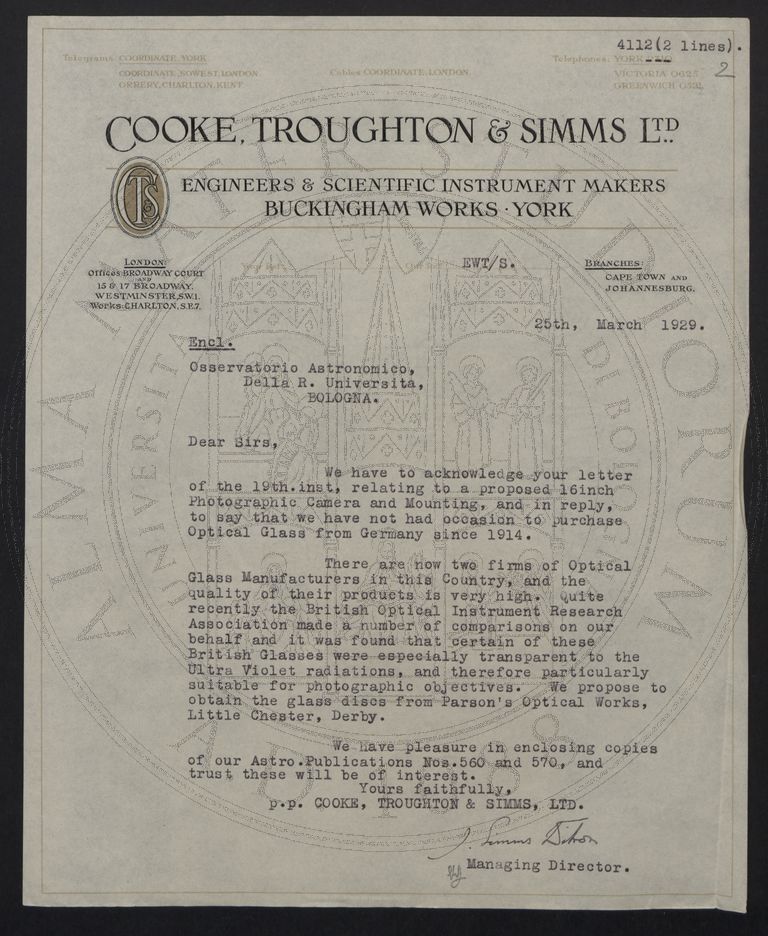 4112(2 lines).
2
Telegrams: COORDINATE, YORK
COORDINATE, SOWEST, LONDON.
ORRERY, CHARLTON, KENT
Cables COORDINATE, LONDON.
Telephones: YORK
VICTORIA 0625
GREENWICH
COOKE, TROUGHTON & SIMMS LTD.
CTS
ENGINEERS & SCIENTIFIC INSTRUMENT MAKERS
BUCKINGHAM WORKS · YORK
LONDON:
Offices: BROADWAY COURT
AND
15 & 17 BROADWAY,
WESTMINSTER, S.W.1.
Works: CHARLTON, S.E.7.
EWT/S.
BRANCHES:
CAPE TOWN AND
JOHANNESBURG.
25th, March 1929.
Encl.
Osservatorio Astronomico,
Della R. Universita,
BOLOGNA.
Dear Sirs,
We have to acknowledge your letter
of the 19th.inst, relating to a proposed 16inch
Photographic Camera and Mounting, and in reply,
to say that we have not had occasion to purchase
Optical Glass from Germany since 1914.
There are now two firms of Optical
Glass Manufacturers in this Country, and the
quality of their products is very high. Quite
recently the British Optical Instrument Research
Association made a number of comparisons on our
behalf and it was found that certain of these
British Glasses were especially transparent to the
Ultra Violet radiations, and therefore particularly
suitable for photographic objectives. We propose to
obtain the glass discs from Parson's Optical Works,
Little Chester, Derby.
We have pleasure in enclosing copies
of our Astro.Publications Nos.560 and 570, and
trust these will be of interest.
Yours faithfully,
p.p. COOKE, TROUGHTON & SIMMS, LTD.
Simms
Managing Director.
ALMA MATER STUDIORUM
UNIVERSITÀ DI BOLOGNA
A.D. 1088